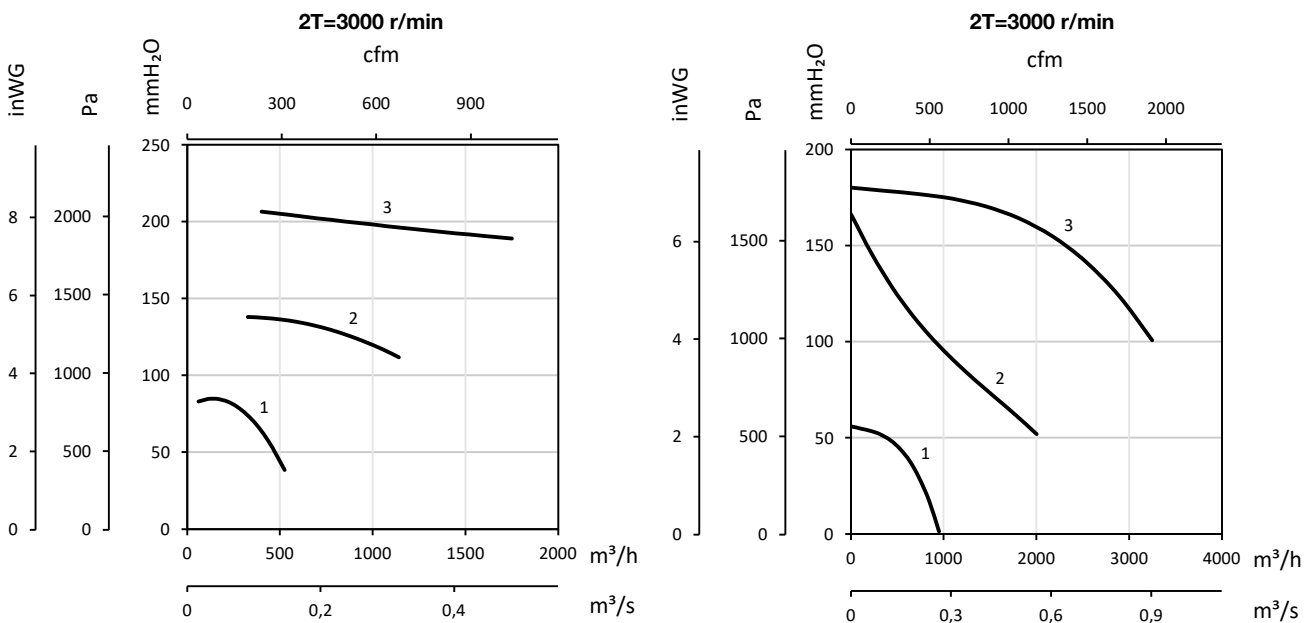 2T=3000 r/min
cfm
inWG
Pa
mmH₂O
0 300 600 900
250
200
150
100
50
0
8
6
4
2
0
2000
1500
1000
500
0
3
2
1
0 500 1000 1500 2000 m³/h
0 0,2 0,4 m³/s
2T=3000 r/min
cfm
inWG
Pa
mmH₂O
0 500 1000 1500 2000
200
150
100
50
0
6
4
2
0
1500
1000
500
0
3
2
1
0 1000 2000 3000 4000 m³/h
0 0,3 0,6 0,9 m³/s